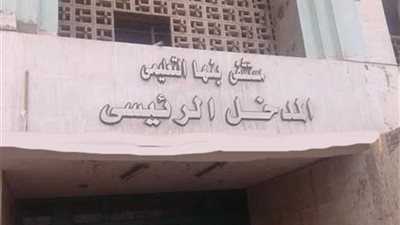 مستشفى بنها التعليمى
المدخل الرئيسى